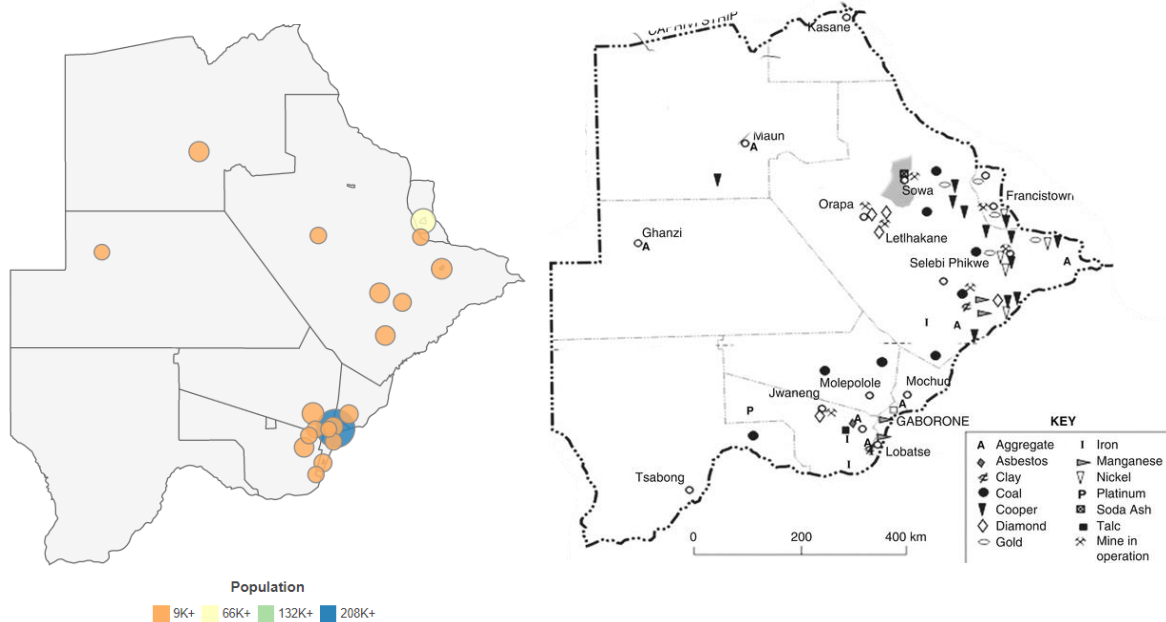 CAPRIVI STRIP
Kasane
Maun
A
Sowa
Francistown
Orapa
Letlhakane
Ghanzi
A
Selebi Phikwe
A
I
A
Molepolole
Mochud
Jwaneng
A
P
A
GABORONE
I
A
Lobatse
I
Tsabong
KEY
A Aggregate
I Iron
Asbestos
Manganese
Clay
Nickel
Coal
P Platinum
Cooper
Soda Ash
Diamond
Talc
Gold
Mine in
operation
0 200 400 km
Population
9K+ 66K+ 132K+ 208K+